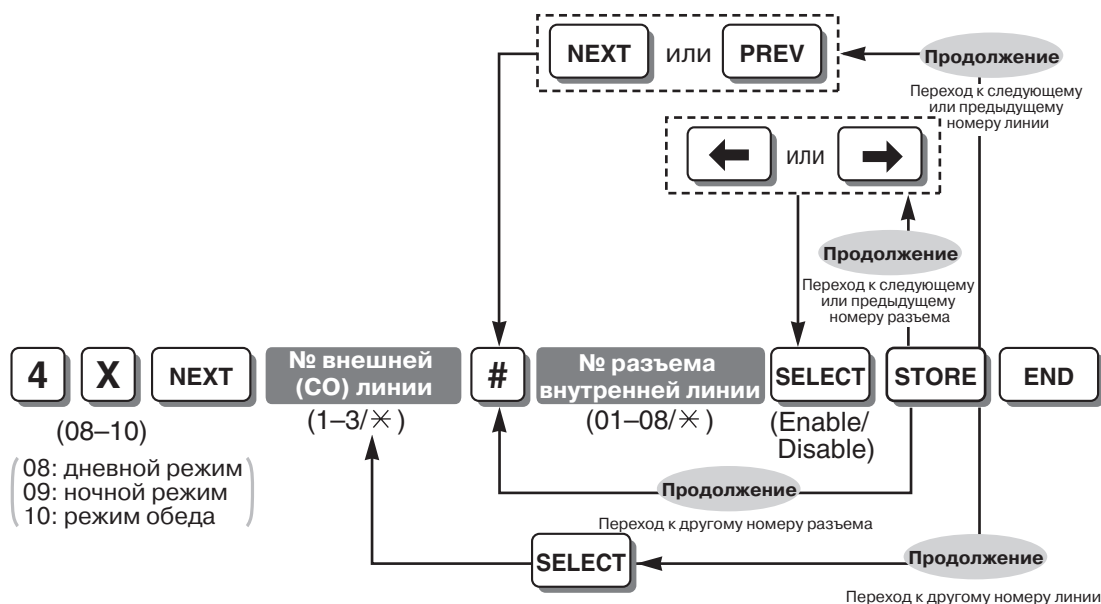 NEXT или PREV
Продолжение
Переход к следующему
или предыдущему
номеру линии
← или →
Продолжение
Переход к следующему
или предыдущему
номеру разъема
4 X NEXT
№ внешней
(CO) линии
#
№ разъема
внутренней линии
SELECT STORE END
(08–10)
(1–3/✳)
(01–08/✳)
(Enable/
Disable)
08: дневной режим
09: ночной режим
10: режим обеда
Продолжение
Переход к другому номеру разъема
SELECT
Продолжение
Переход к другому номеру линии